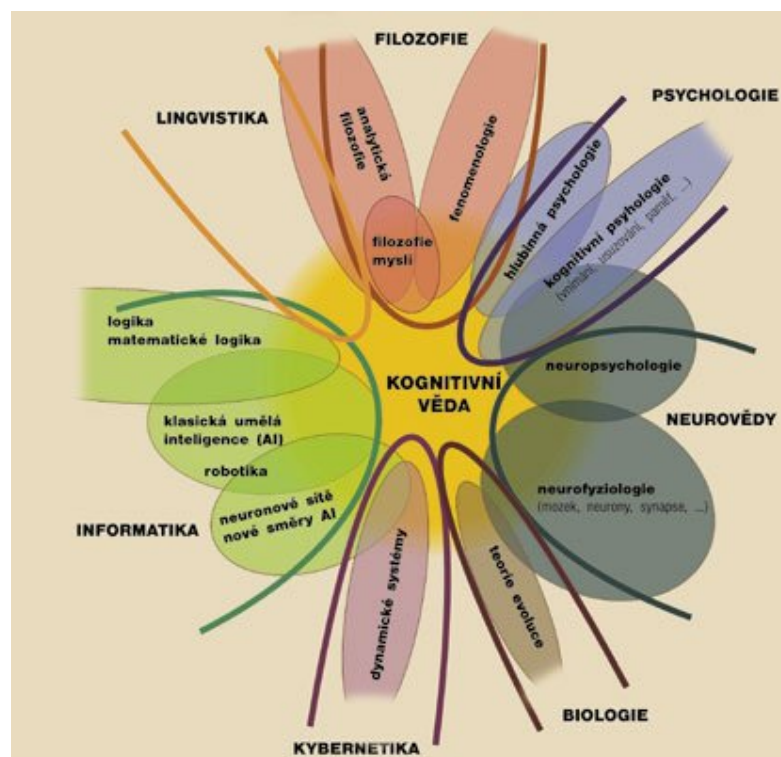 FILOZOFIE
PSYCHOLOGIE
LINGVISTIKA
analytická
filozofie
fenomenologie
hlubinná psychologie
kognitivní psyhologie
(vnímání, usuzování, paměť, ...)
filozofie
mysli
logika
matematické logika
KOGNITIVNÍ
VĚDA
neuropsychologie
NEUROVĚDY
klasická umělá
inteligence (AI)
robotika
neuronové sítě
nové směry AI
INFORMATIKA
neurofyziologie
(mozek, neurony, synapse, ...)
dynamické systémy
teorie evoluce
BIOLOGIE
KYBERNETIKA